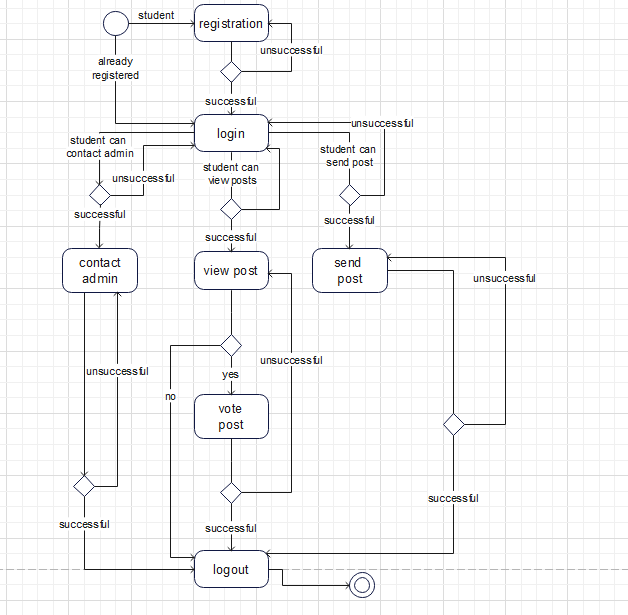 student
registration
unsuccessful
already
registered
successful
login
unsuccessful
student can
contact admin
student can
view posts
student can
send post
unsuccessful
successful
successful
successful
contact
admin
view post
send
post
unsuccessful
unsuccessful
unsuccessful
yes
no
vote
post
successful
successful
successful
logout